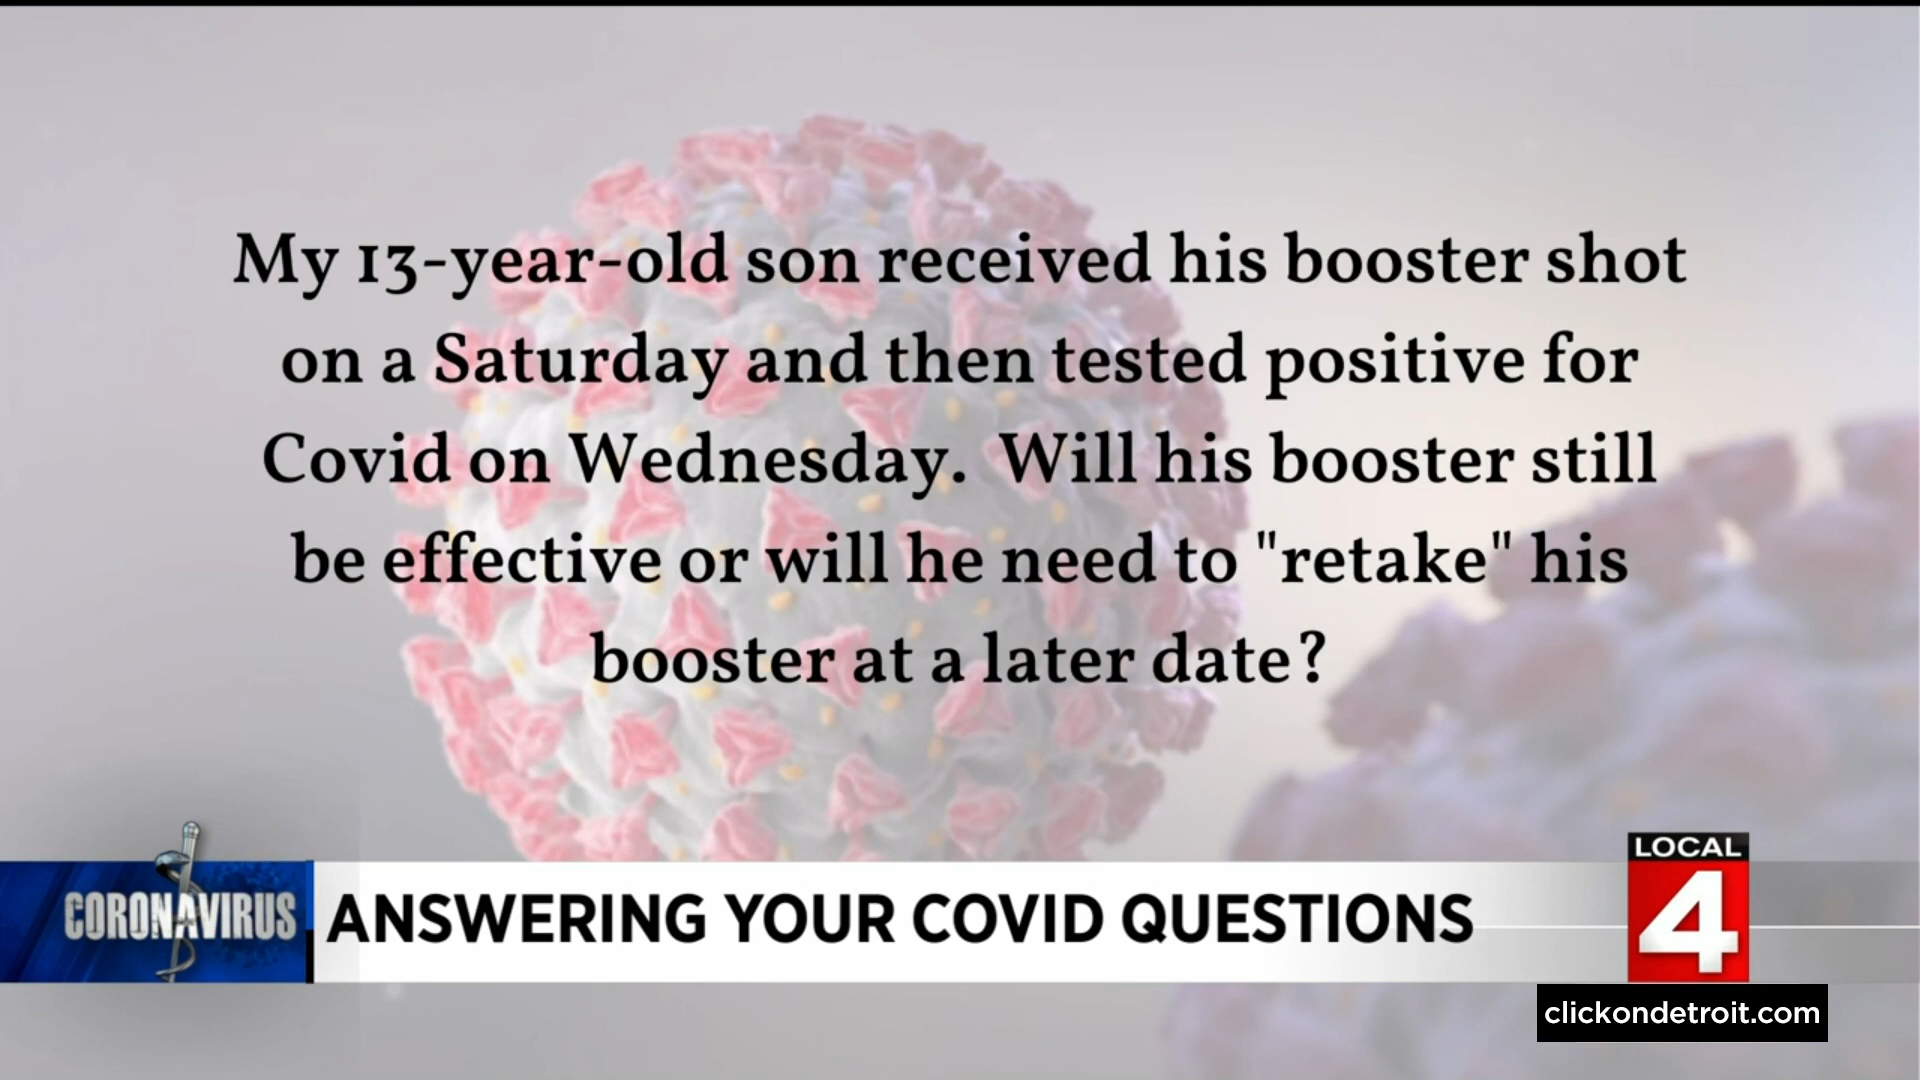 My 13-year-old son received his booster shot
on a Saturday and then tested positive for
Covid on Wednesday.  Will his booster still
be effective or will he need to "retake" his
booster at a later date?
LOCAL
4
CORONAVIRUS
ANSWERING YOUR COVID QUESTIONS
clickondetroit.com